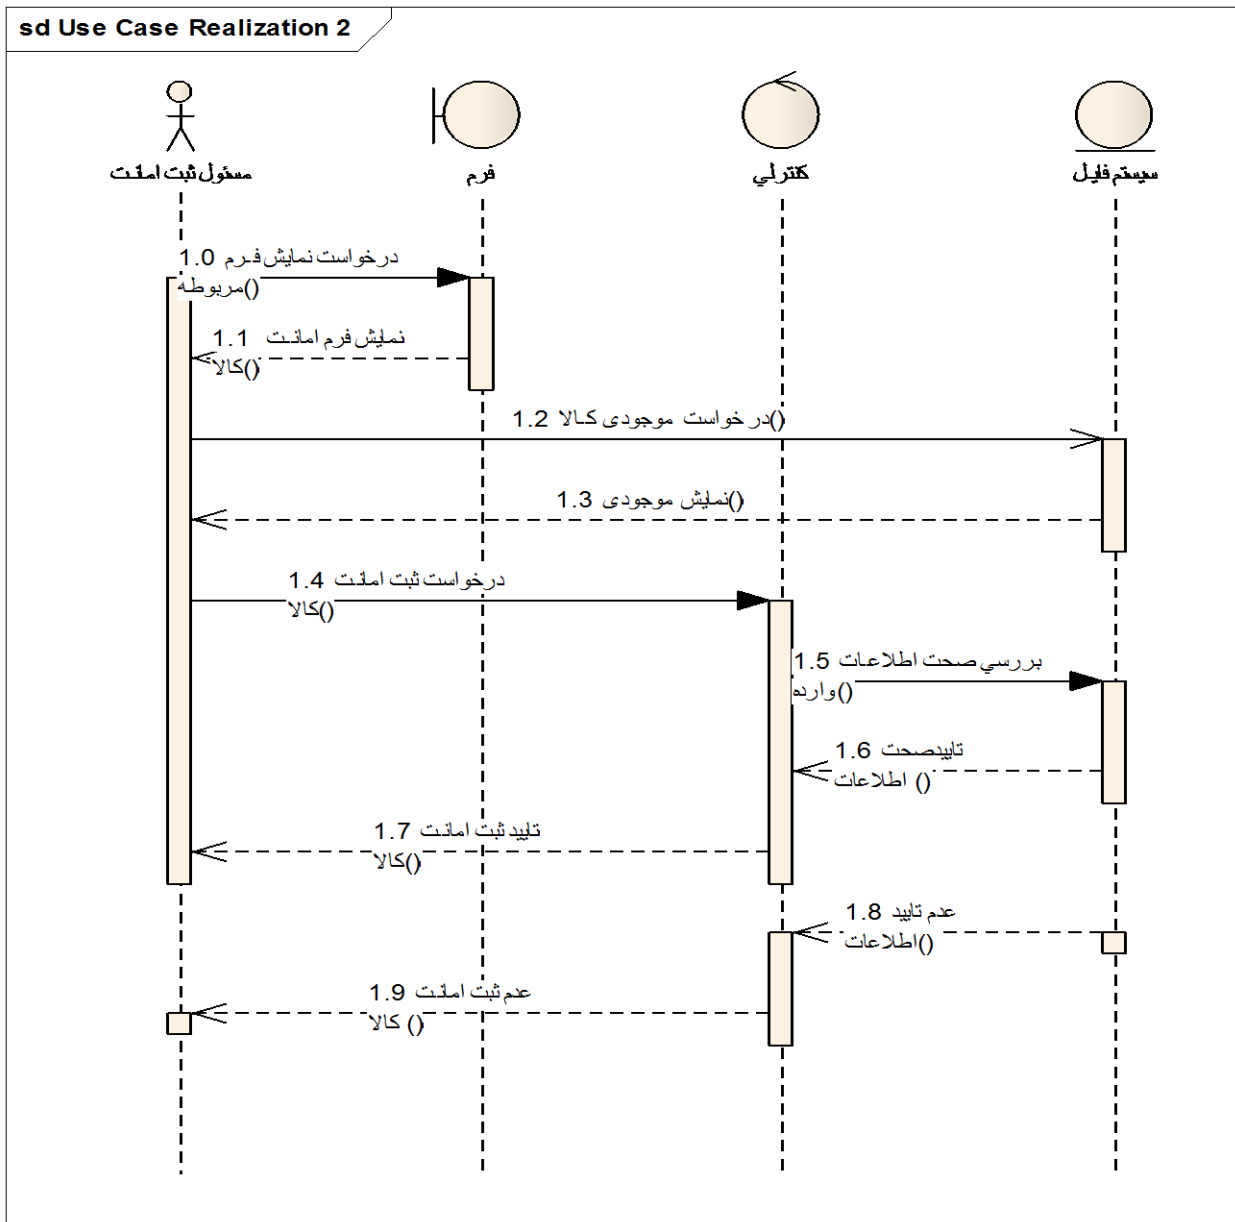 sd Use Case Realization 2
مسئول ثبت امانت
فرم
كنترلي
سيستم فايل
1.0 درخواست نمایش فرم
مربوطه()
1.1 نمایش فرم امانت
کالا()
1.2 درخواست موجودی کالا()
1.3 نمایش موجودی()
1.4 درخواست ثبت امانت
کالا()
1.5 بررسي صحت اطلاعات
وارده()
1.6 تاییدصحت
اطلاعات ()
1.7 تایید ثبت امانت
کالا()
1.8 عدم تایید
اطلاعات()
1.9 عدم ثبت امانت
کالا ()